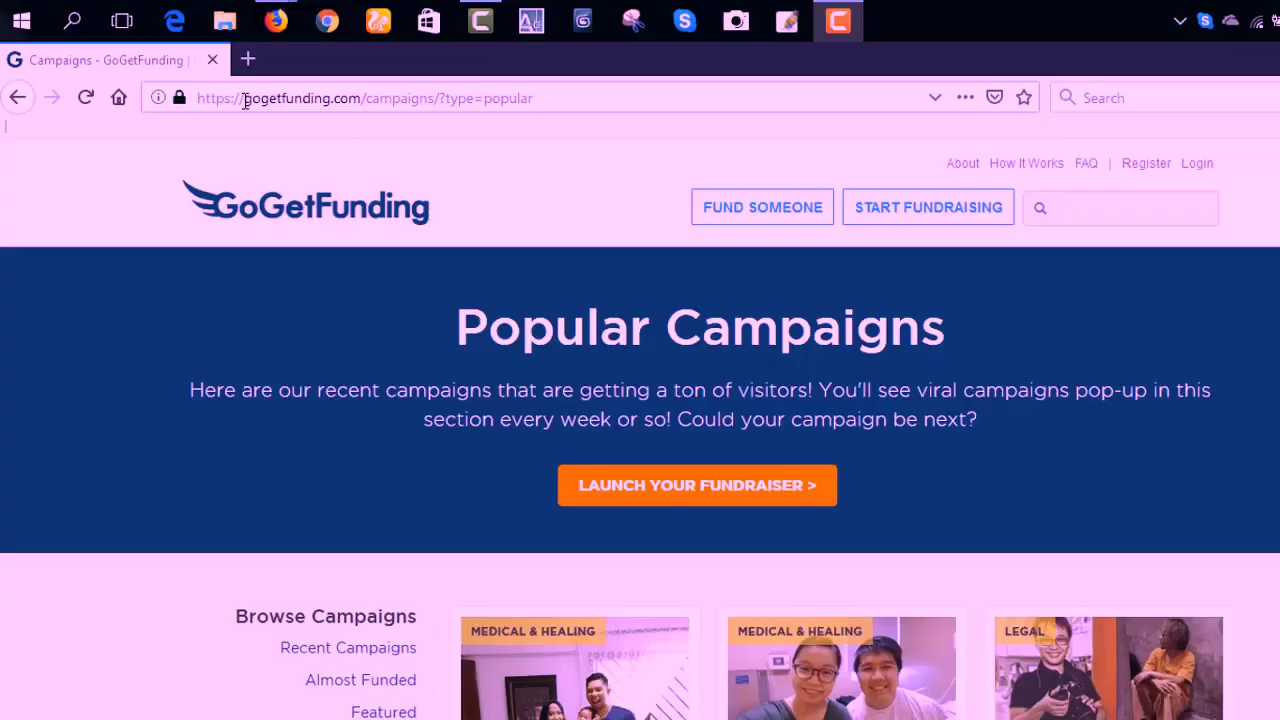 Campaigns - GoGetFunding
https://gogetfunding.com/campaigns/?type=popular
Search
About How It Works FAQ | Register Login
GoGetFunding
FUND SOMEONE START FUNDRAISING
Popular Campaigns
Here are our recent campaigns that are getting a ton of visitors! You'll see viral campaigns pop-up in this
section every week or so! Could your campaign be next?
LAUNCH YOUR FUNDRAISER >
Browse Campaigns
Recent Campaigns
Almost Funded
Featured
MEDICAL & HEALING
MEDICAL & HEALING
LEGAL